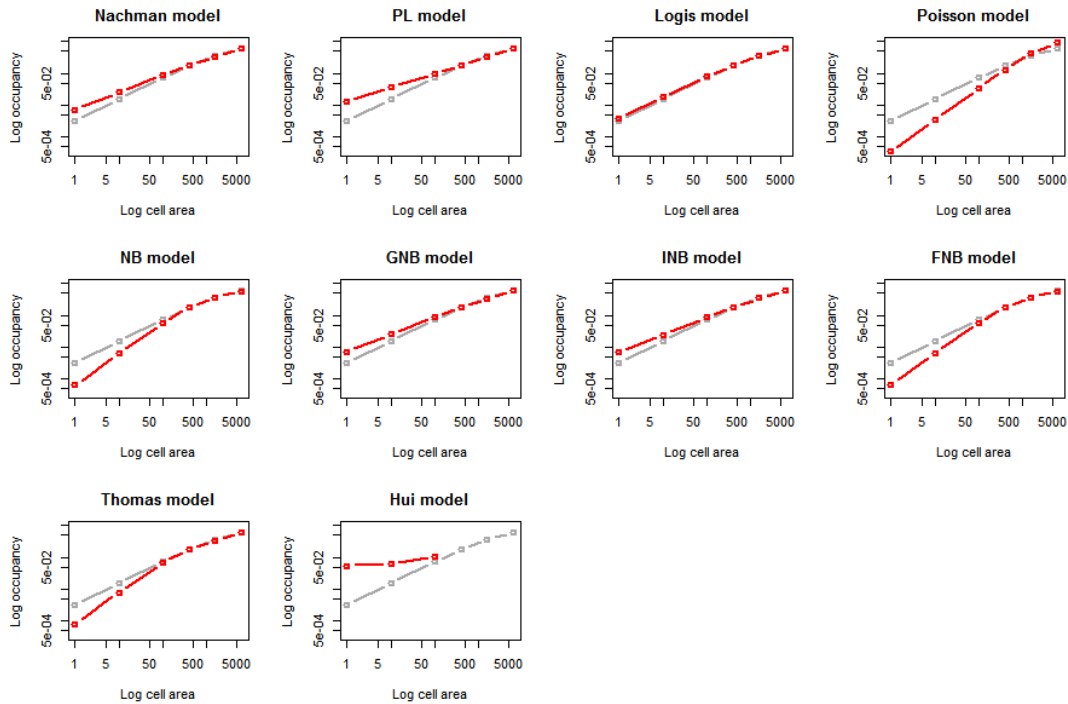 Nachman model
PL model
Logis model
Poisson model
Log occupancy
5e-04 5e-02
1 5 50 500 5000
Log cell area
Log occupancy
5e-04 5e-02
1 5 50 500 5000
Log cell area
Log occupancy
5e-04 5e-02
1 5 50 500 5000
Log cell area
Log occupancy
5e-04 5e-02
1 5 50 500 5000
Log cell area
NB model
GNB model
INB model
FNB model
Log occupancy
5e-04 5e-02
1 5 50 500 5000
Log cell area
Log occupancy
5e-04 5e-02
1 5 50 500 5000
Log cell area
Log occupancy
5e-04 5e-02
1 5 50 500 5000
Log cell area
Log occupancy
5e-04 5e-02
1 5 50 500 5000
Log cell area
Thomas model
Hui model
Log occupancy
5e-04 5e-02
1 5 50 500 5000
Log cell area
Log occupancy
5e-04 5e-02
1 5 50 500 5000
Log cell area